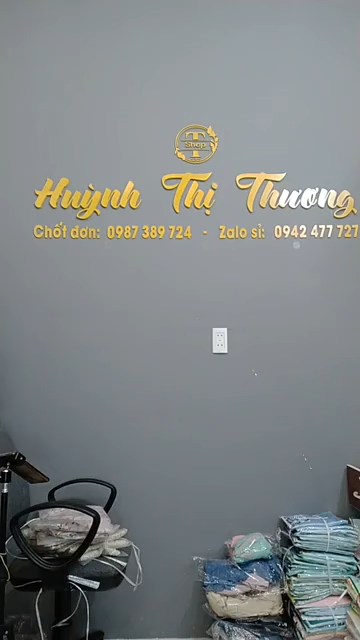 T
Shop
Huỳnh Thị Thương
Chốt đơn: 0987 389 724 - Zalo sỉ: 0942 477 727